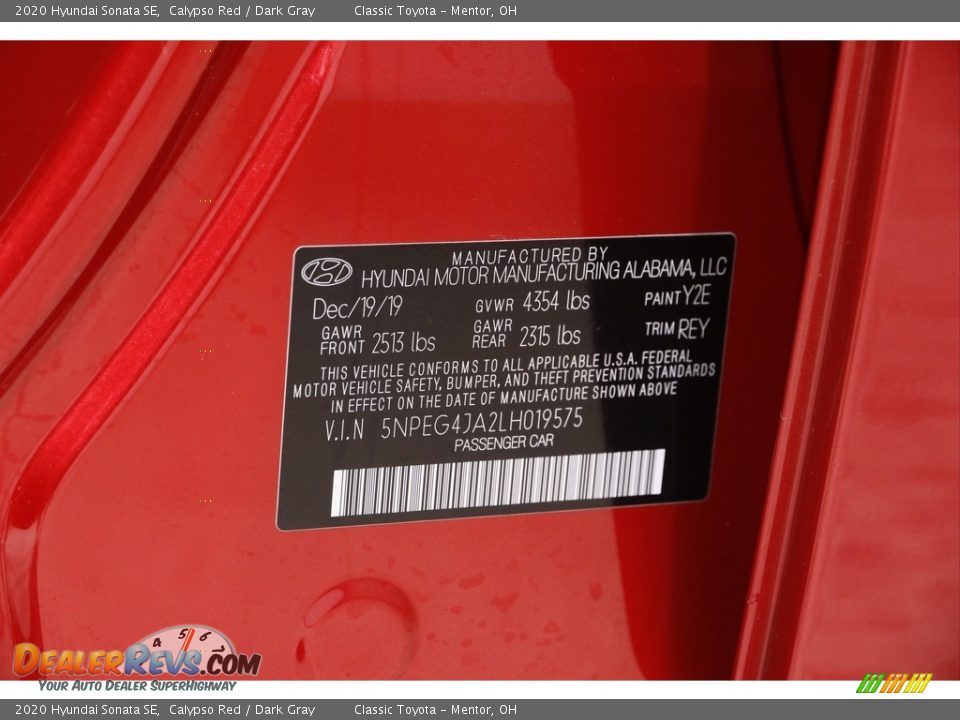 2020 Hyundai Sonata SE, Calypso Red / Dark Gray Classic Toyota - Mentor, OH
MANUFACTURED BY
HYUNDAI MOTOR MANUFACTURING ALABAMA, LLC
Dec/19/19 GVWR 4354 lbs PAINT Y2E
GAWR FRONT 2513 lbs GAWR REAR 2315 lbs TRIM REY
THIS VEHICLE CONFORMS TO ALL APPLICABLE U.S.A. FEDERAL
MOTOR VEHICLE SAFETY, BUMPER, AND THEFT PREVENTION STANDARDS
IN EFFECT ON THE DATE OF MANUFACTURE SHOWN ABOVE
V.I.N 5NPEG4JA2LH019575
PASSENGER CAR
4 5 6
DEALERREVS.COM
YOUR AUTO DEALER SUPERHIGHWAY
2020 Hyundai Sonata SE, Calypso Red / Dark Gray Classic Toyota - Mentor, OH